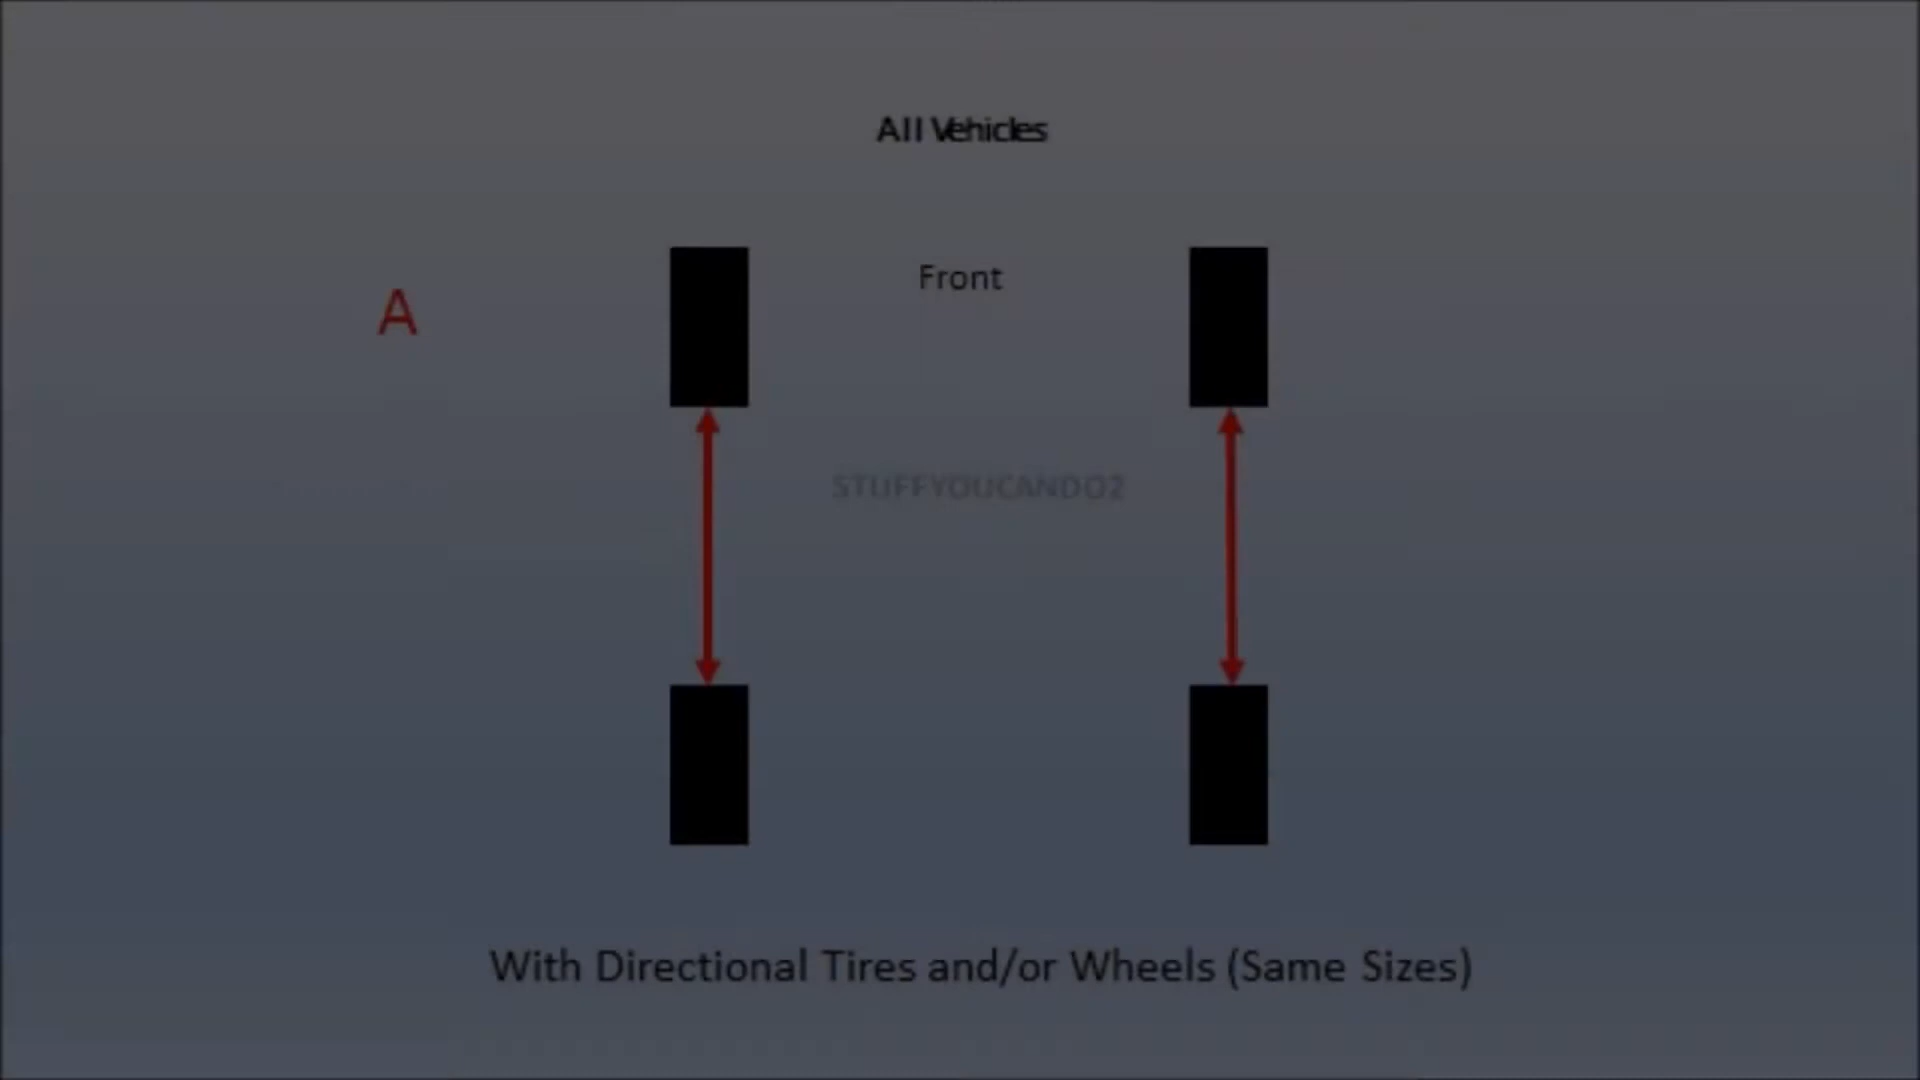 All Vehicles
Front
A
STUFFYOUCANDO2
With Directional Tires and/or Wheels (Same Sizes)